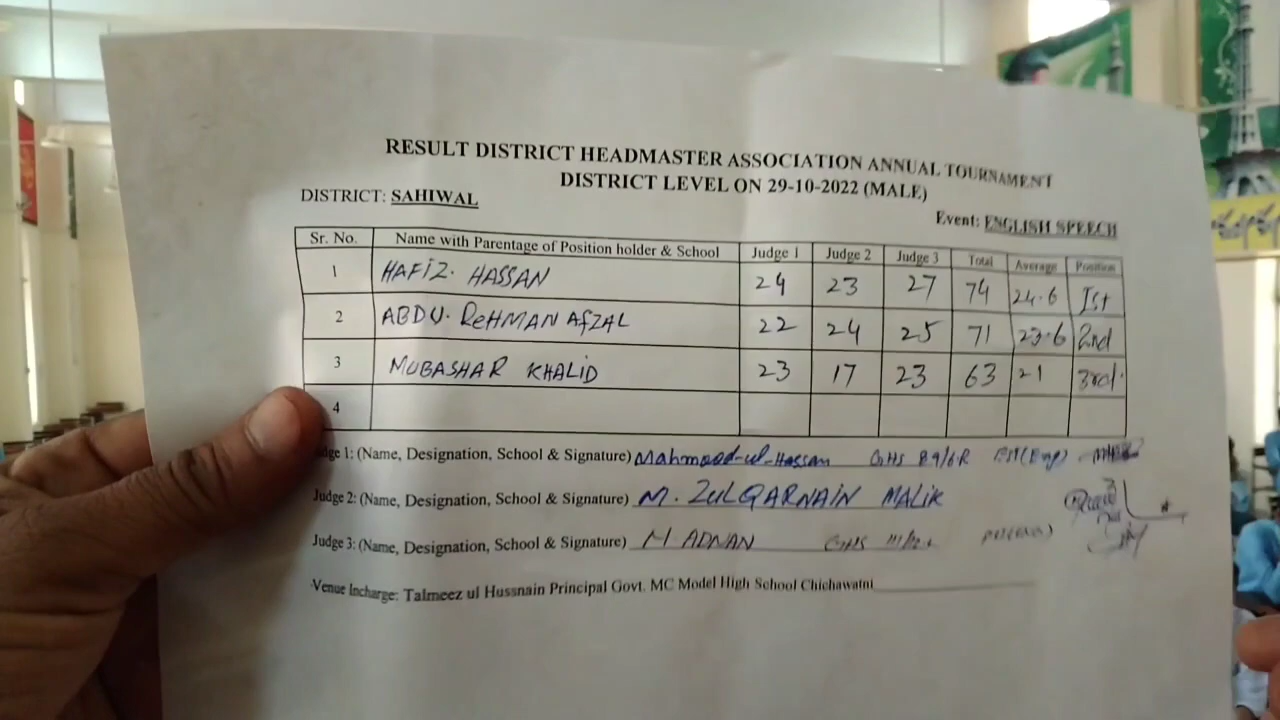 RESULT DISTRICT HEADMASTER ASSOCIATION ANNUAL TOURNAMENT
DISTRICT LEVEL ON 29-10-2022 (MALE)
DISTRICT: SAHIWAL
Event: ENGLISH SPEECH
Sr. No. Name with Parentage of Position holder & School Judge 1 Judge 2 Judge 3 Total Average Position
1 HAFIZ. HASSAN 24 23 27 74 24.6 Ist
2 ABDU. REHMAN AFZAL 22 24 25 71 23.6 2nd
3 MUBASHAR KHALID 23 17 23 63 21 3rd.
4
1: (Name, Designation, School & Signature) Mahmood-ul-Hassan GHS 89/6R
Judge 2: (Name, Designation, School & Signature) M. ZULQARNAIN MALIK
Judge 3: (Name, Designation, School & Signature) M ADNAN GHS
Venue Incharge: Talmeez ul Hussnain Principal Govt. MC Model High School Chichawatni